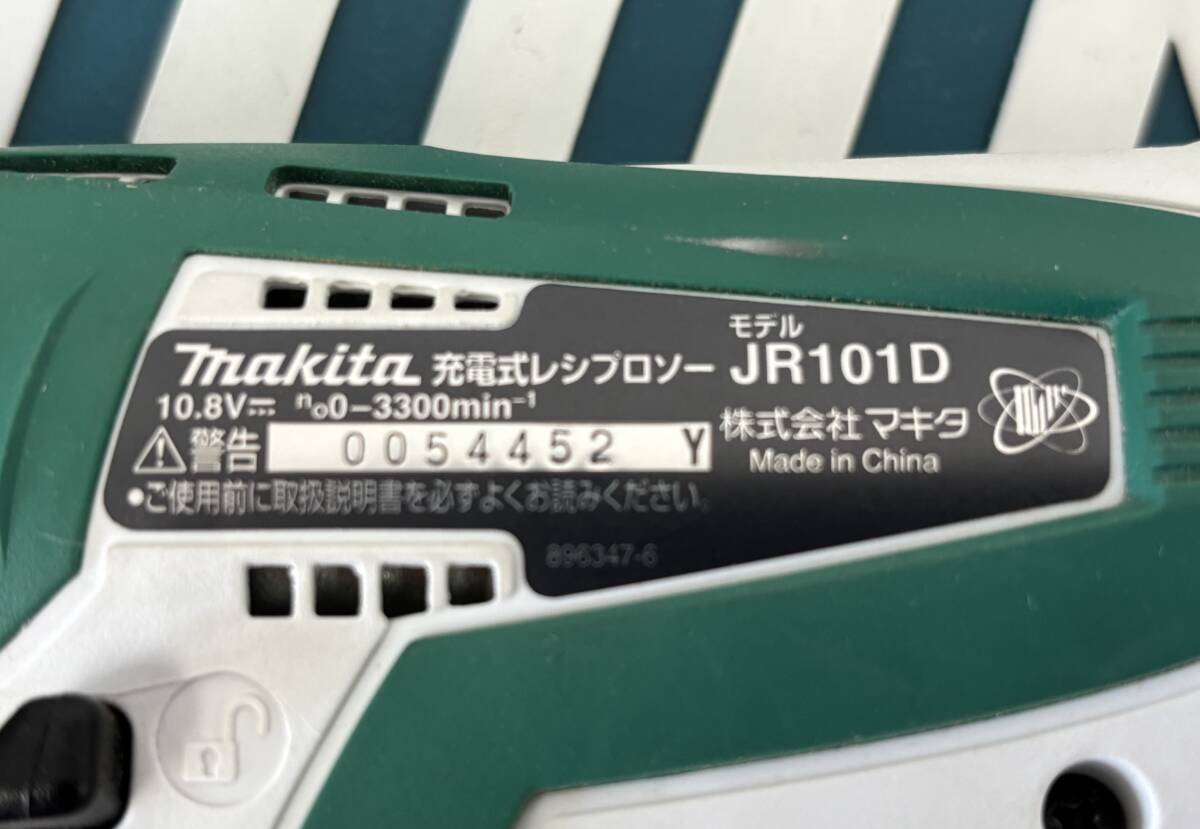 makita 充電式レシプロソー モデル JR101D
10.8V⎓ n₀0-3300min⁻¹
⚠警告 0054452 Y
株式会社マキタ
Made in China
●ご使用前に取扱説明書を必ずよくお読みください。
896347-6